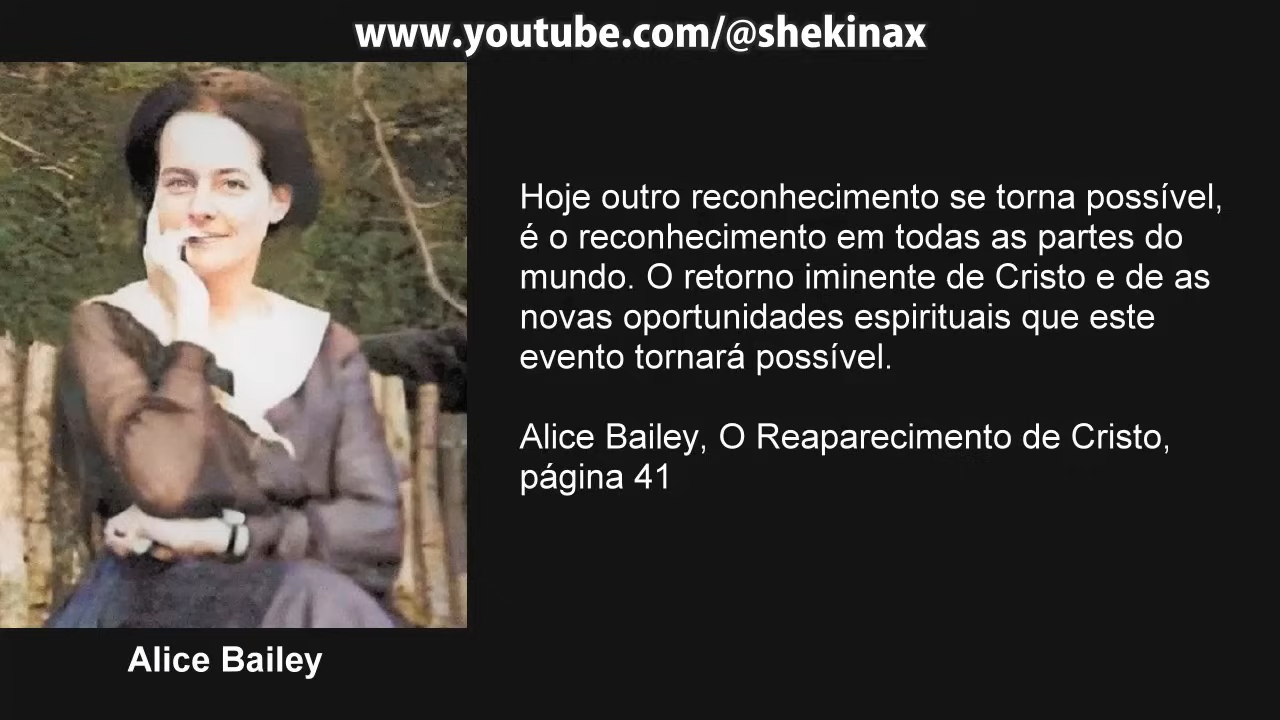 www.youtube.com/@shekinax
Hoje outro reconhecimento se torna possível,
é o reconhecimento em todas as partes do
mundo. O retorno iminente de Cristo e de as
novas oportunidades espirituais que este
evento tornará possível.
Alice Bailey, O Reaparecimento de Cristo,
página 41
Alice Bailey